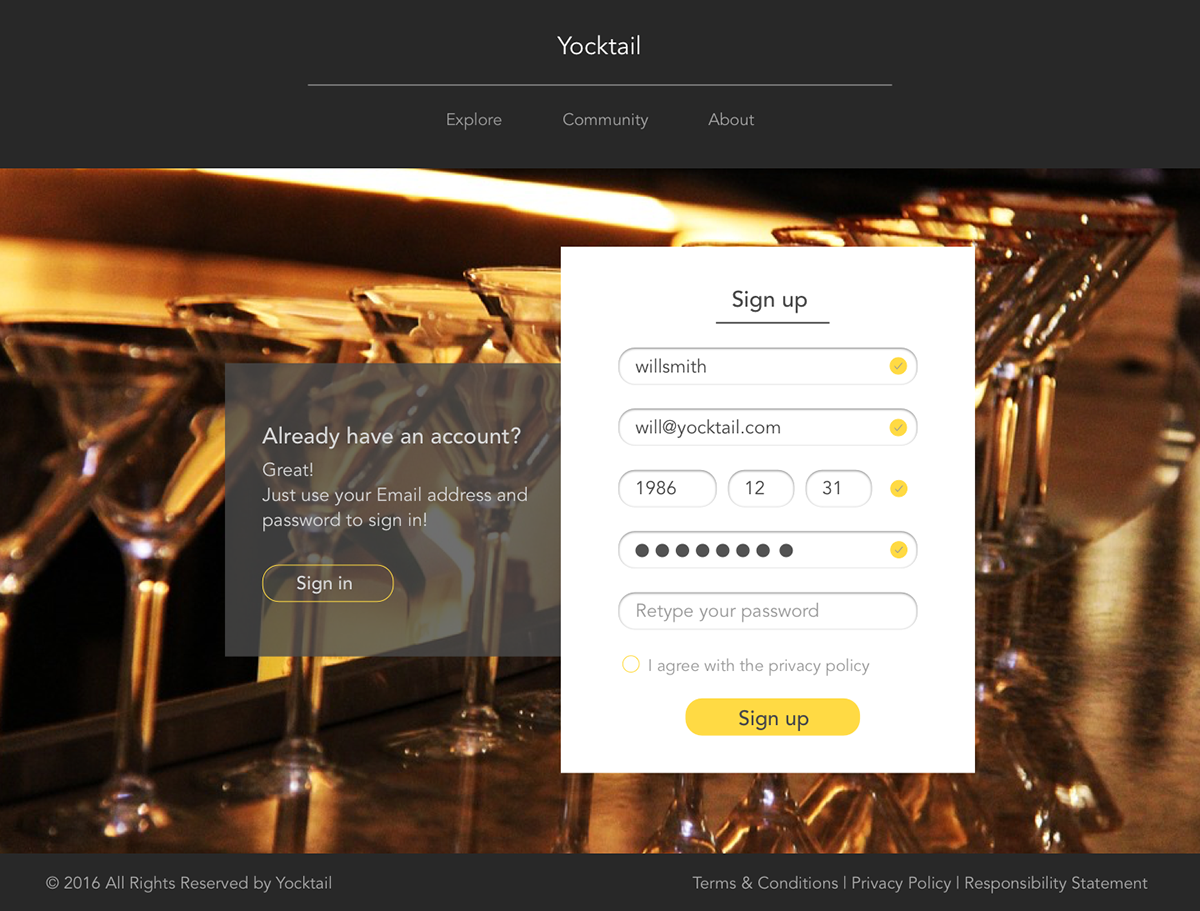 Yocktail
Explore Community About
Sign up
willsmith
will@yocktail.com
1986 12 31
●●●●●●●●
Retype your password
I agree with the privacy policy
Sign up
Already have an account?
Great!
Just use your Email address and
password to sign in!
Sign in
© 2016 All Rights Reserved by Yocktail
Terms & Conditions | Privacy Policy | Responsibility Statement